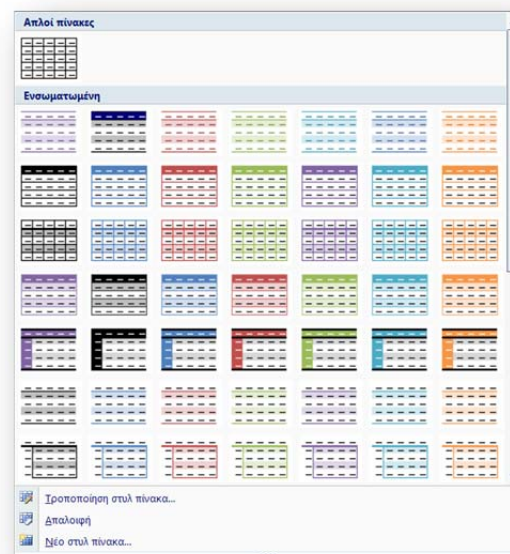 Απλοί πίνακες
Ενσωματωμένη
Τροποποίηση στυλ πίνακα...
Απαλοιφή
Νέο στυλ πίνακα...